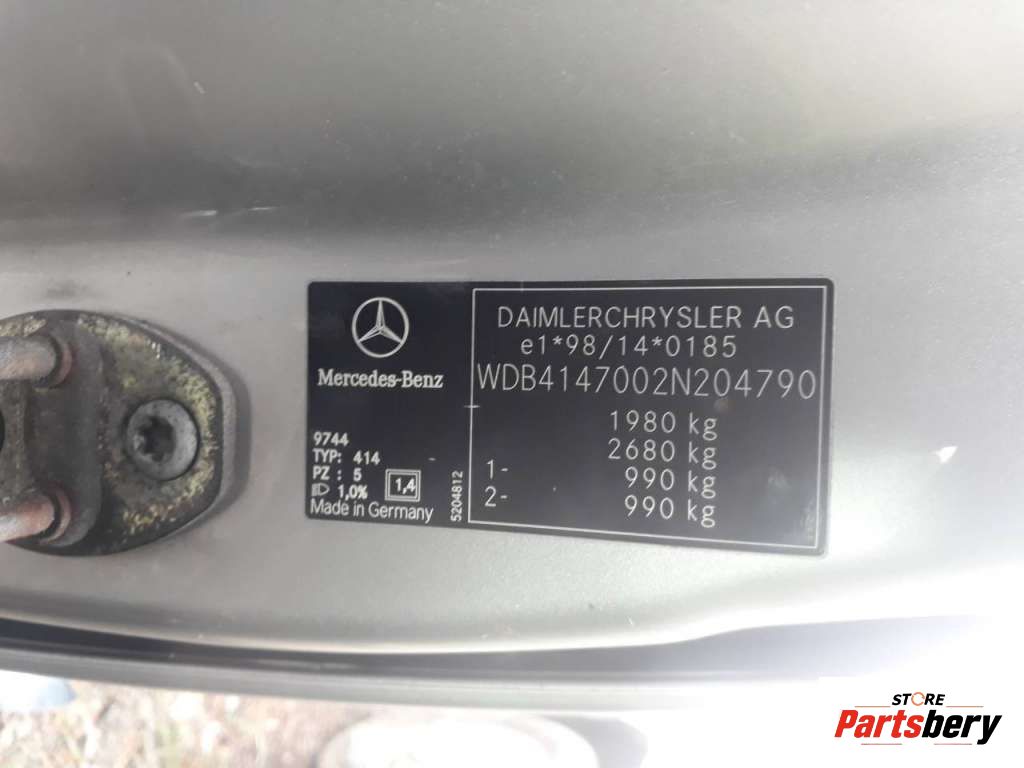 Mercedes-Benz
9744
TYP: 414
PZ : 5
1,0%
1,4
Made in Germany
5204812
DAIMLERCHRYSLER AG
e1*98/14*0185
WDB4147002N204790
1980 kg
2680 kg
1- 990 kg
2- 990 kg
STORE
Partsbery